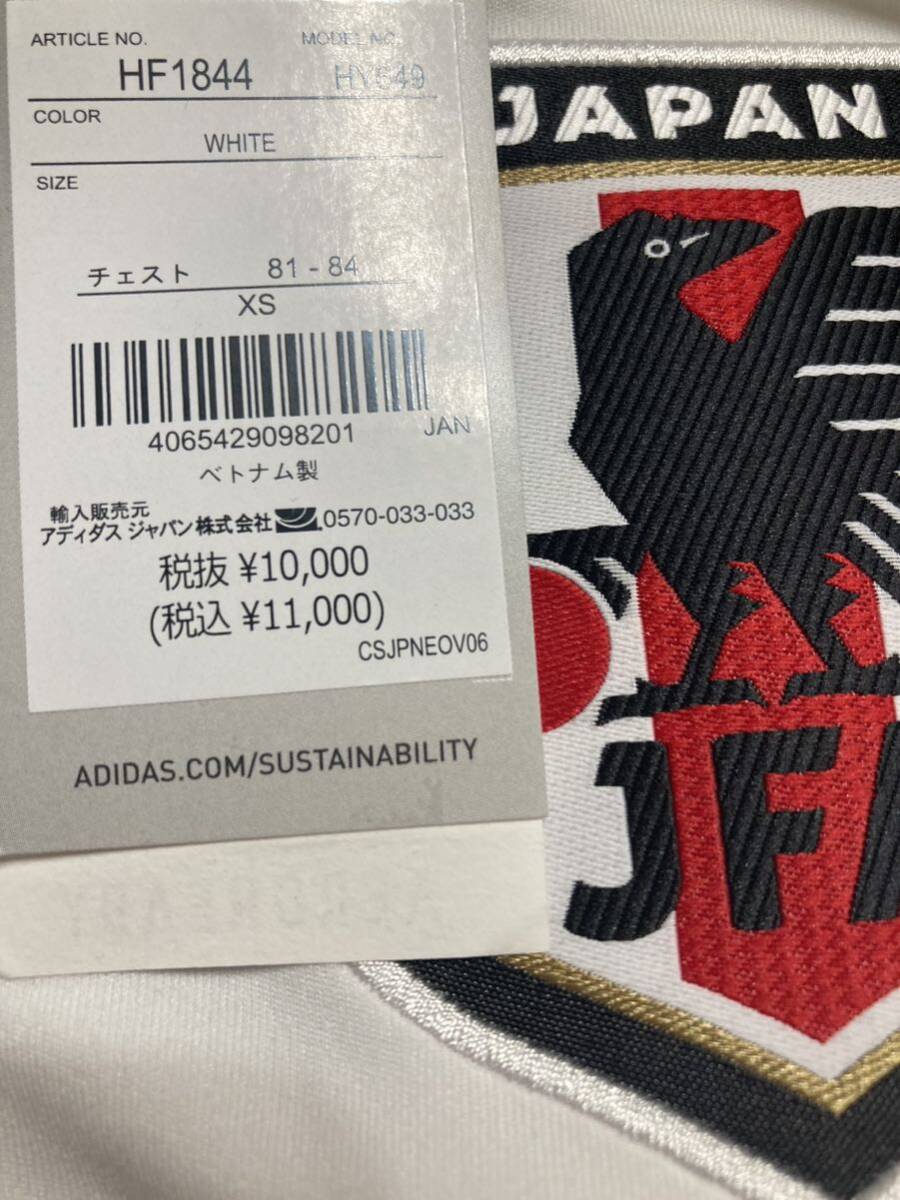 ARTICLE NO. MODEL NO.
HF1844
COLOR
WHITE
SIZE
チェスト 81 - 84
XS
4065429098201 JAN
ベトナム製
輸入販売元
アディダス ジャパン株式会社 0570-033-033
税抜 ¥10,000
(税込 ¥11,000)
CSJPNEOV06
ADIDAS.COM/SUSTAINABILITY
JAPAN